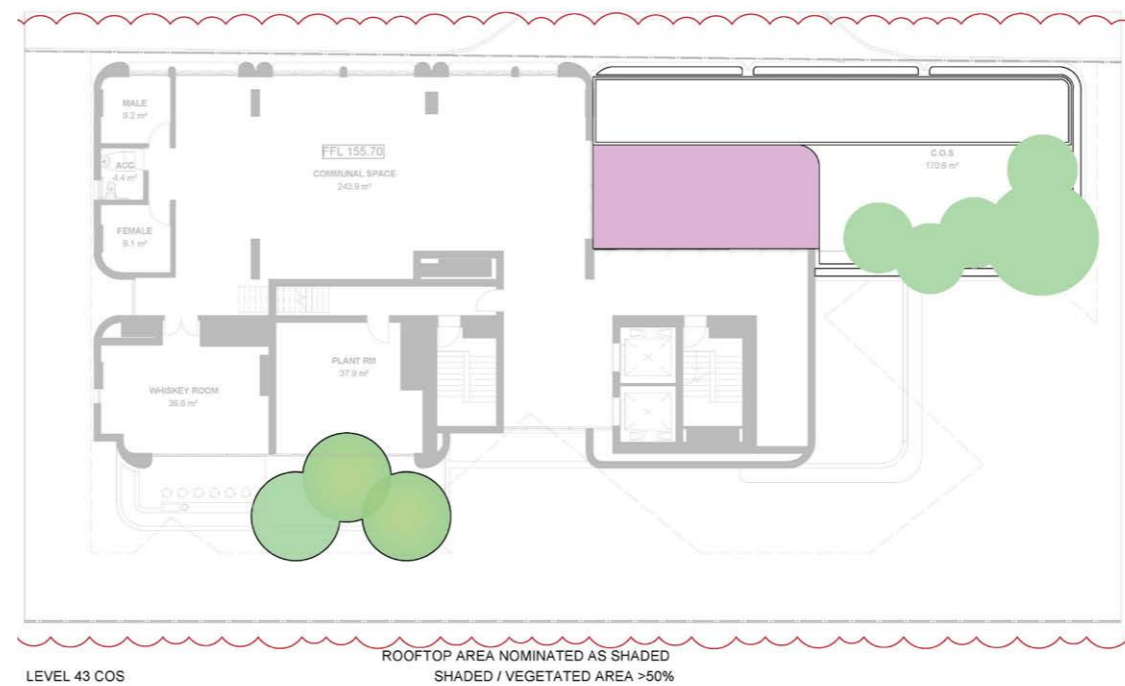 MALE
9.2 m²
ACC
4.4 m²
FEMALE
9.1 m²
FFL 155.70
COMMUNAL SPACE
243.9 m²
C.O.S
170.9 m²
WHISKEY ROOM
36.6 m²
PLANT RM
37.9 m²
ROOFTOP AREA NOMINATED AS SHADED
LEVEL 43 COS
SHADED / VEGETATED AREA >50%